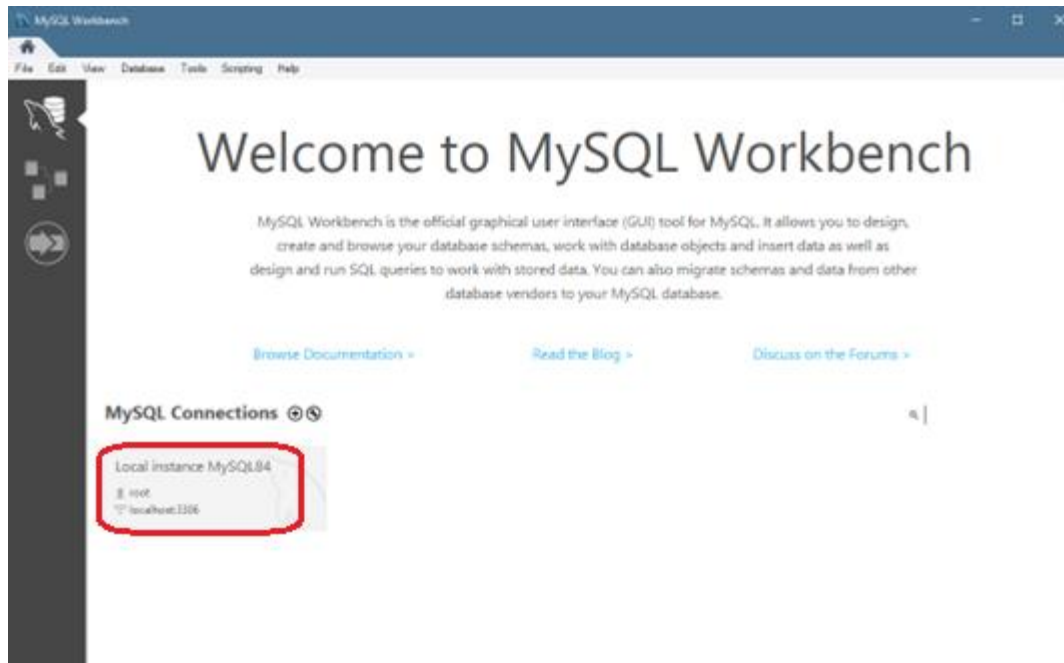 MySQL Workbench
File Edit View Database Tools Scripting Help
Welcome to MySQL Workbench
MySQL Workbench is the official graphical user interface (GUI) tool for MySQL. It allows you to design,
create and browse your database schemas, work with database objects and insert data as well as
design and run SQL queries to work with stored data. You can also migrate schemas and data from other
database vendors to your MySQL database.
Browse Documentation >
Read the Blog >
Discuss on the Forums >
MySQL Connections
Local instance MySQL84
root
localhost:3306